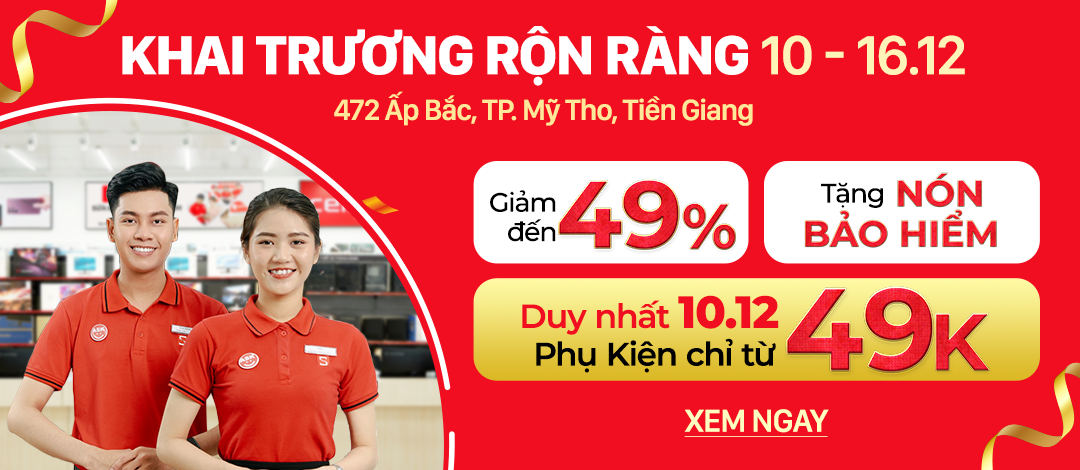 KHAI TRƯƠNG RỘN RÀNG 10 - 16.12
472 Ấp Bắc, TP. Mỹ Tho, Tiền Giang
Giảm đến 49%
Tặng NÓN
BẢO HIỂM
Duy nhất 10.12
Phụ Kiện chỉ từ 49K
XEM NGAY
ASK
S